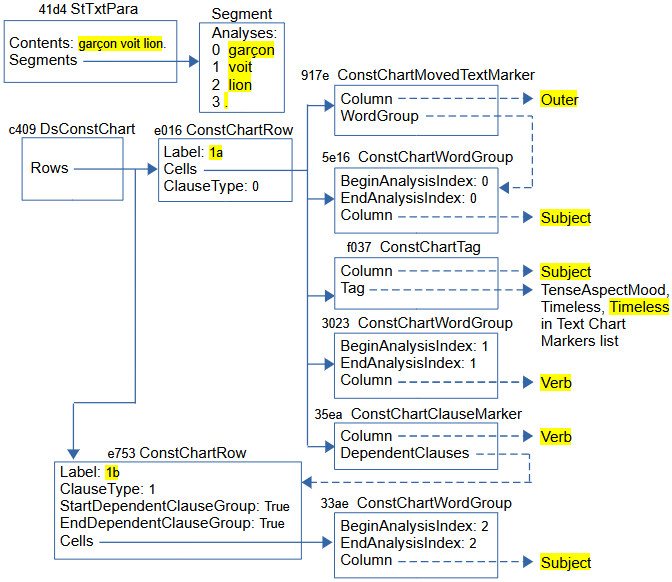 41d4 StTxtPara
Contents: garçon voit lion.
Segments
Segment
Analyses:
0 garçon
1 voit
2 lion
3 .
c409 DsConstChart
Rows
e016 ConstChartRow
Label: 1a
Cells
ClauseType: 0
917e ConstChartMovedTextMarker
Column
WordGroup
Outer
5e16 ConstChartWordGroup
BeginAnalysisIndex: 0
EndAnalysisIndex: 0
Column
Subject
f037 ConstChartTag
Column
Tag
Subject
TenseAspectMood,
Timeless, Timeless
in Text Chart
Markers list
3023 ConstChartWordGroup
BeginAnalysisIndex: 1
EndAnalysisIndex: 1
Column
Verb
35ea ConstChartClauseMarker
Column
DependentClauses
Verb
e753 ConstChartRow
Label: 1b
ClauseType: 1
StartDependentClauseGroup: True
EndDependentClauseGroup: True
Cells
33ae ConstChartWordGroup
BeginAnalysisIndex: 2
EndAnalysisIndex: 2
Column
Subject